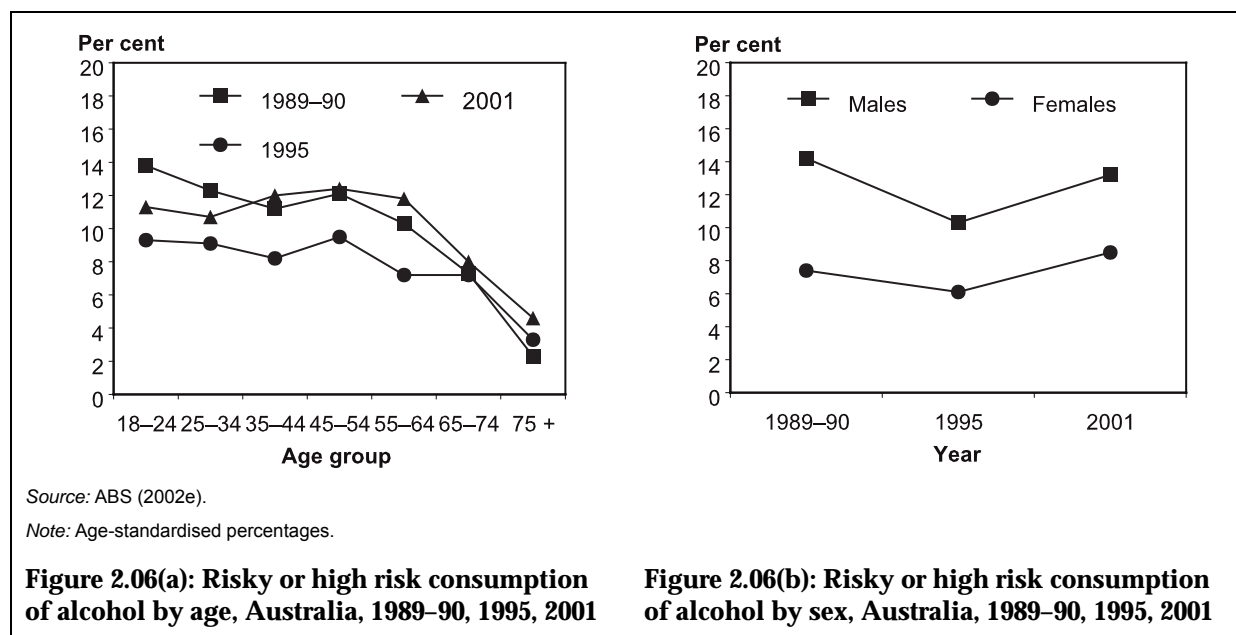 Per cent
20
18
16
14
12
10
8
6
4
2
0
1989–90
2001
1995
18–24 25–34 35–44 45–54 55–64 65–74 75 +
Age group
Source: ABS (2002e).
Note: Age-standardised percentages.
Figure 2.06(a): Risky or high risk consumption
of alcohol by age, Australia, 1989–90, 1995, 2001
Per cent
20
18
16
14
12
10
8
6
4
2
0
Males
Females
1989–90 1995 2001
Year
Figure 2.06(b): Risky or high risk consumption
of alcohol by sex, Australia, 1989–90, 1995, 2001